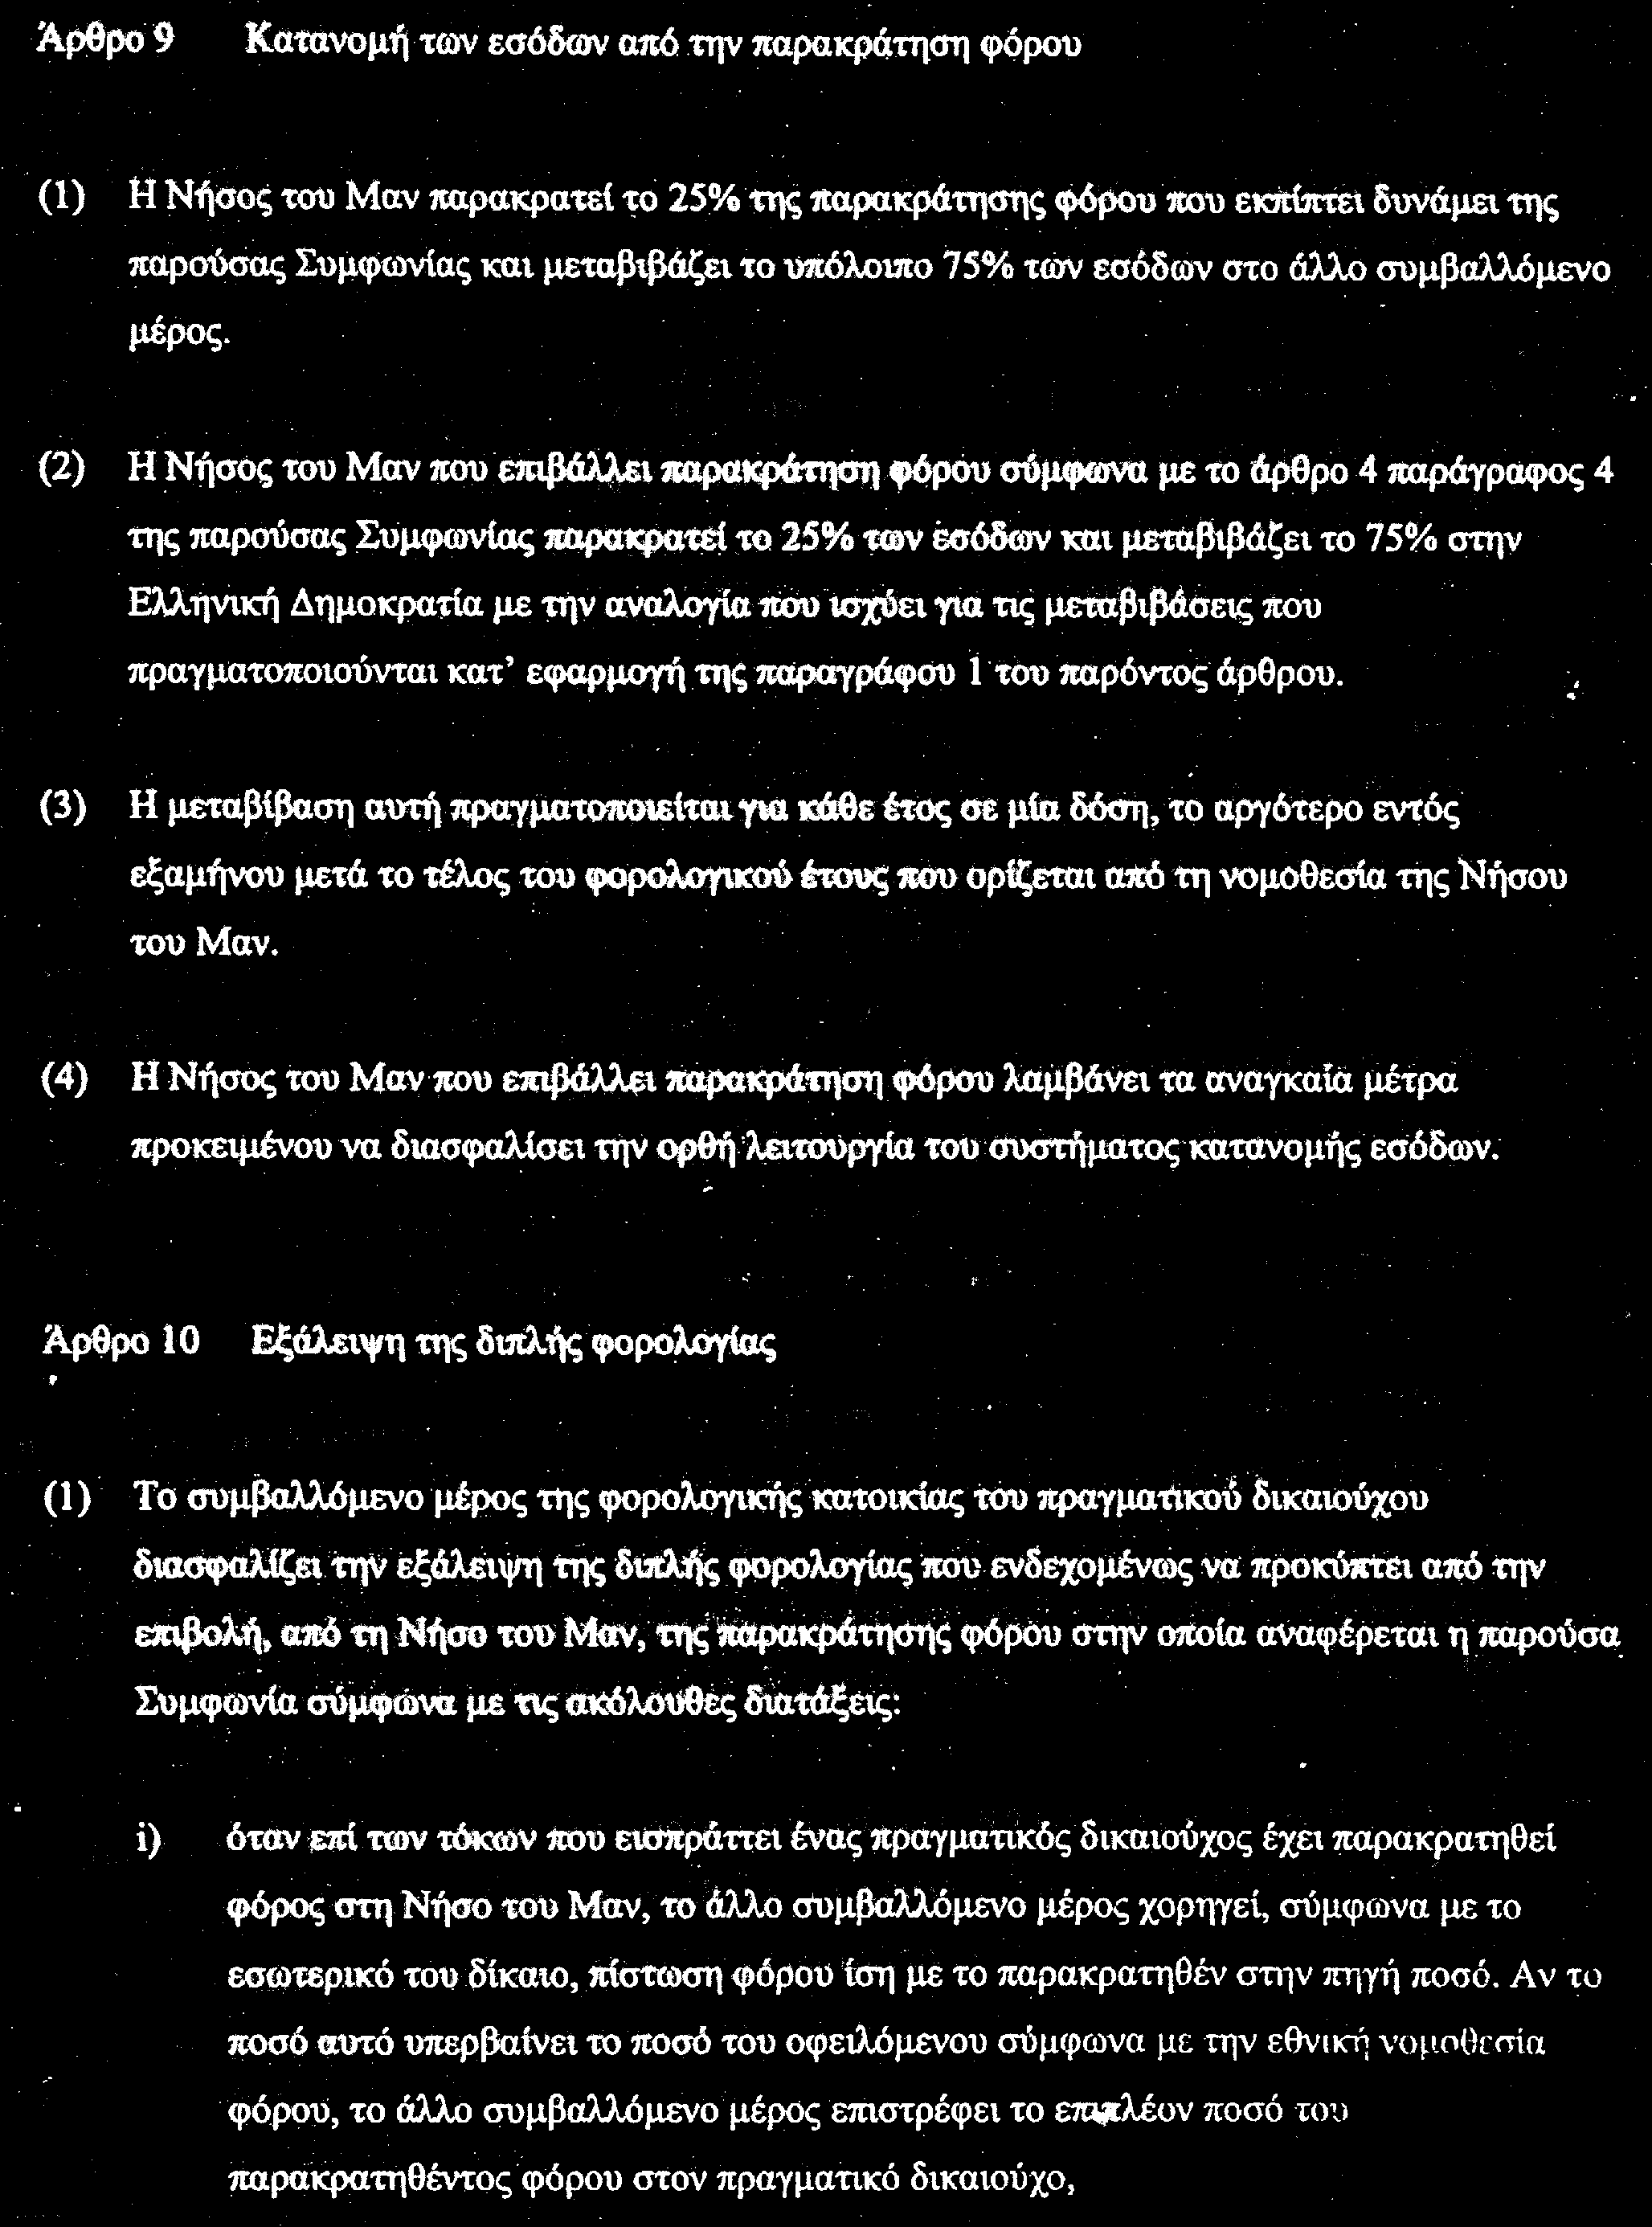 Άρθρο 9 Κατανομή των εσόδων από την παρακράτηση φόρου
(1) Η Νήσος του Μαν παρακρατεί το 25% της παρακράτησης φόρου που εκπίπτει δυνάμει της
παρούσας Συμφωνίας και μεταβιβάζει το υπόλοιπο 75% των εσόδων στο άλλο συμβαλλόμενο
μέρος.
(2) Η Νήσος του Μαν που επιβάλλει παρακράτηση φόρου σύμφωνα με το άρθρο 4 παράγραφος 4
της παρούσας Συμφωνίας παρακρατεί το 25% των εσόδων και μεταβιβάζει το 75% στην
Ελληνική Δημοκρατία με την αναλογία που ισχύει για τις μεταβιβάσεις που
πραγματοποιούνται κατ’ εφαρμογή της παραγράφου 1 του παρόντος άρθρου.
(3) Η μεταβίβαση αυτή πραγματοποιείται για κάθε έτος σε μία δόση, το αργότερο εντός
εξαμήνου μετά το τέλος του φορολογικού έτους που ορίζεται από τη νομοθεσία της Νήσου
του Μαν.
(4) Η Νήσος του Μαν που επιβάλλει παρακράτηση φόρου λαμβάνει τα αναγκαία μέτρα
προκειμένου να διασφαλίσει την ορθή λειτουργία του συστήματος κατανομής εσόδων.
Άρθρο 10 Εξάλειψη της διπλής φορολογίας
(1) Το συμβαλλόμενο μέρος της φορολογικής κατοικίας του πραγματικού δικαιούχου
διασφαλίζει την εξάλειψη της διπλής φορολογίας που ενδεχομένως να προκύπτει από την
επιβολή, από τη Νήσο του Μαν, της παρακράτησης φόρου στην οποία αναφέρεται η παρούσα
Συμφωνία σύμφωνα με τις ακόλουθες διατάξεις:
i) όταν επί των τόκων που εισπράττει ένας πραγματικός δικαιούχος έχει παρακρατηθεί
φόρος στη Νήσο του Μαν, το άλλο συμβαλλόμενο μέρος χορηγεί, σύμφωνα με το
εσωτερικό του δίκαιο, πίστωση φόρου ίση με το παρακρατηθέν στην πηγή ποσό. Αν το
ποσό αυτό υπερβαίνει το ποσό του οφειλόμενου σύμφωνα με την εθνική νομοθεσία
φόρου, το άλλο συμβαλλόμενο μέρος επιστρέφει το επιπλέον ποσό του
παρακρατηθέντος φόρου στον πραγματικό δικαιούχο,